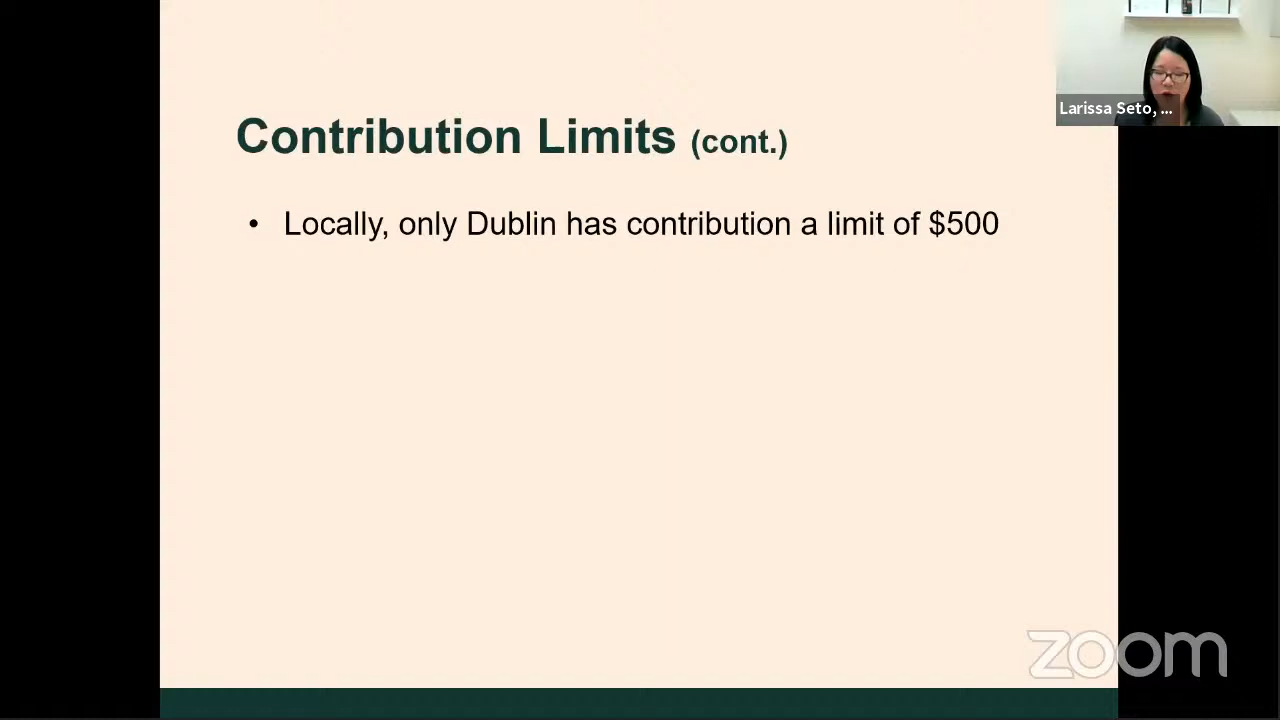 Larissa Seto, ...
Contribution Limits (cont.)
• Locally, only Dublin has contribution a limit of $500
zoom